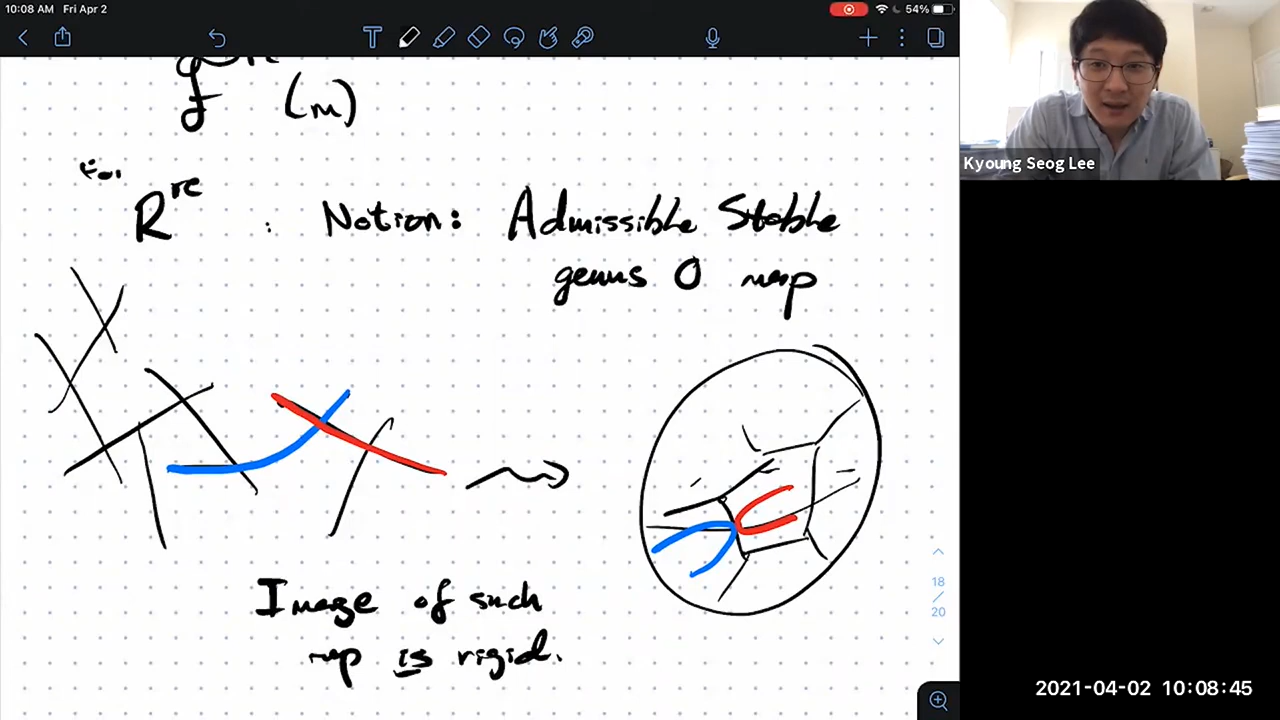 10:08 AM Fri Apr 2
54%
(m)
For
R^re : Notion: Admissible Stable
genus 0 map
Image of such
map is rigid.
18
/
20
Kyoung Seog Lee
2021-04-02 10:08:45